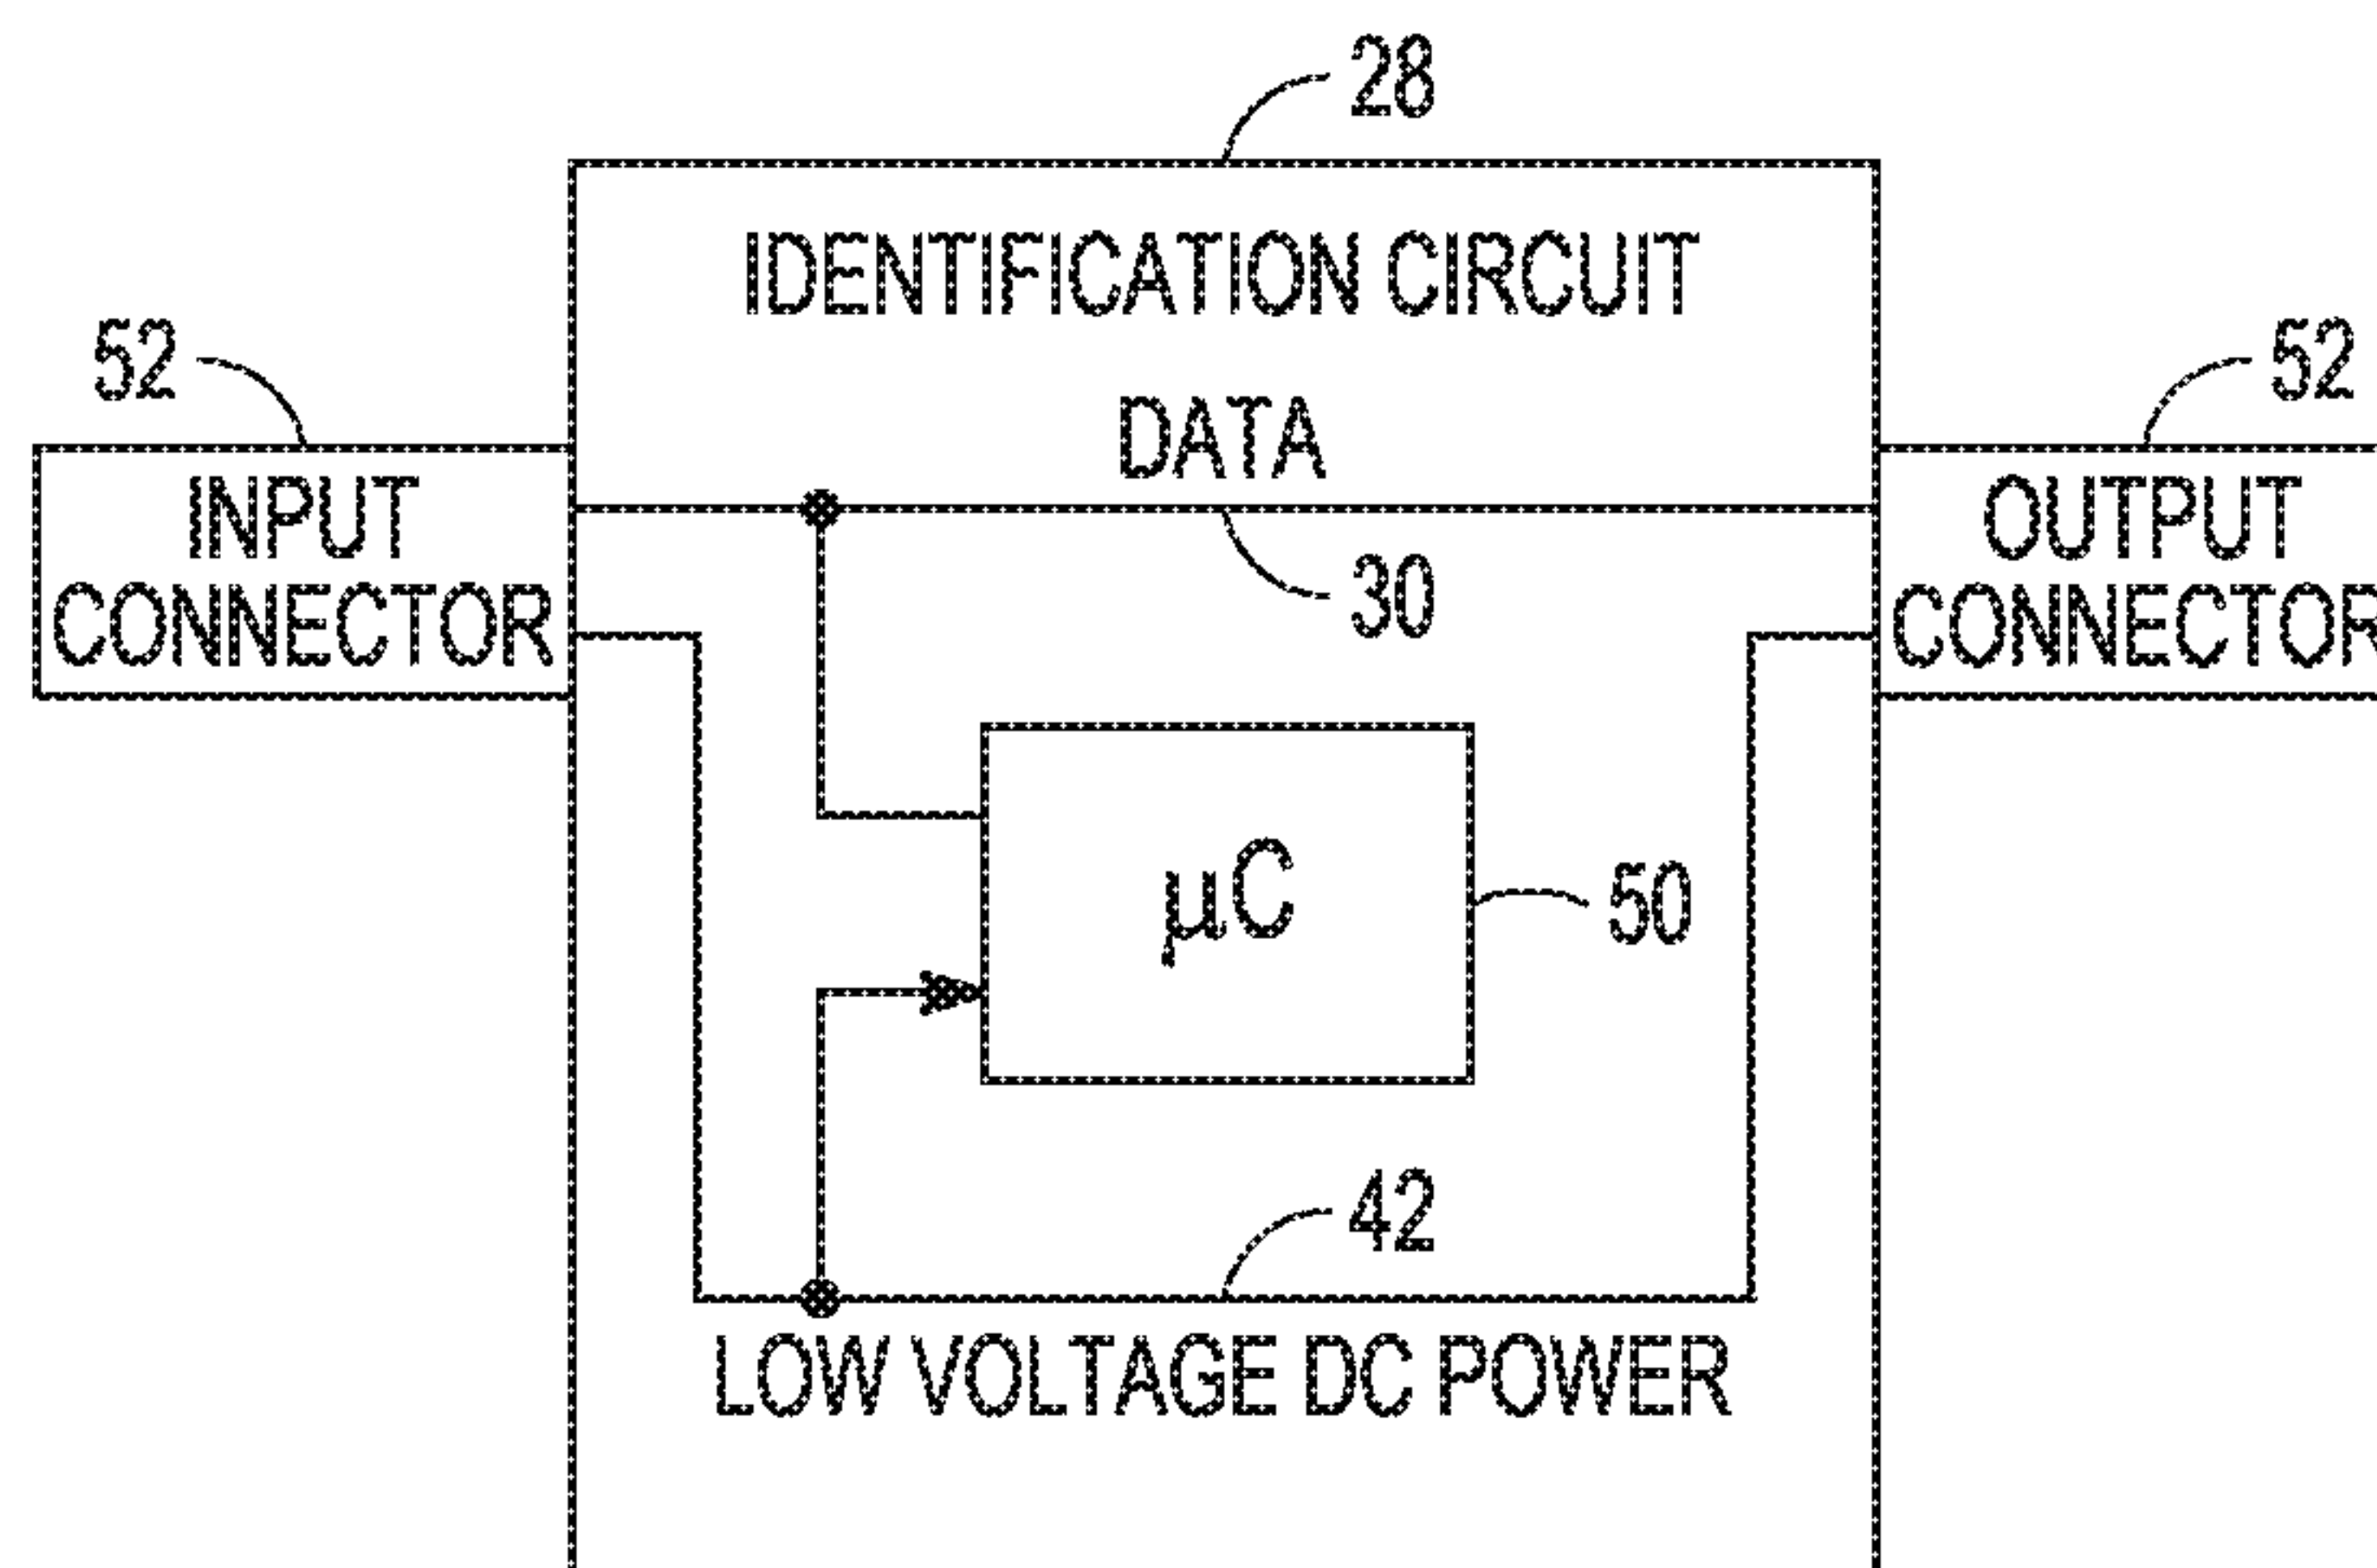 28
IDENTIFICATION CIRCUIT
52
52
DATA
INPUT
CONNECTOR
OUTPUT
CONNECTOR
30
µC
50
42
LOW VOLTAGE DC POWER